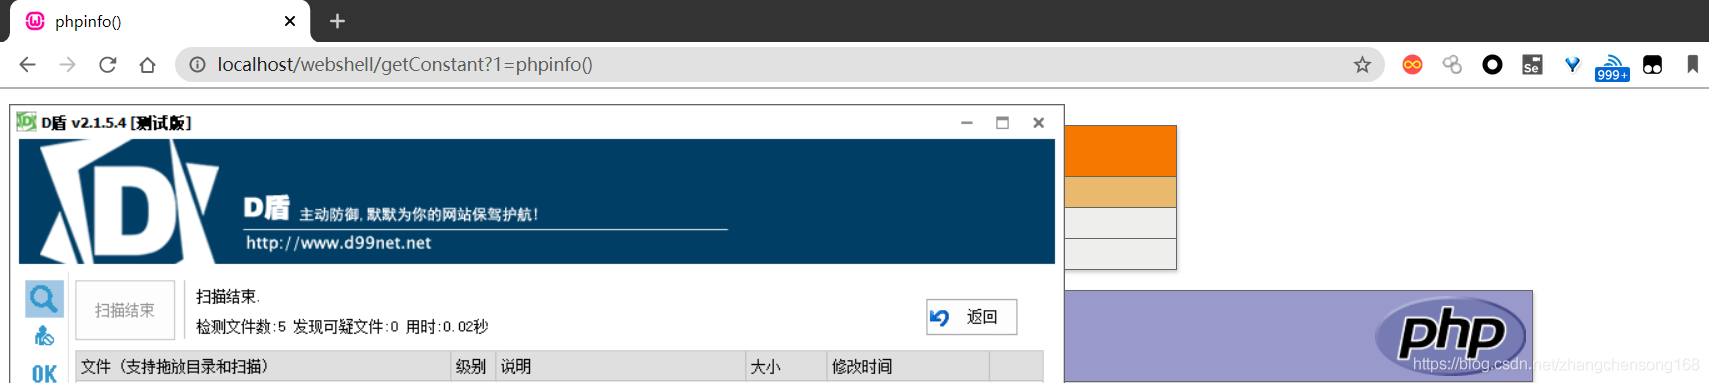 phpinfo()
localhost/webshell/getConstant?1=phpinfo()
Se
999+
D盾 v2.1.5.4 [测试版]
D
D盾 主动防御,默默为你的网站保驾护航!
http://www.d99net.net
扫描结束
扫描结束.
检测文件数:5 发现可疑文件:0 用时:0.02秒
返回
OK
文件（支持拖放目录和扫描） 级别 说明 大小 修改时间
php
https://blog.csdn.net/zhangchensong168